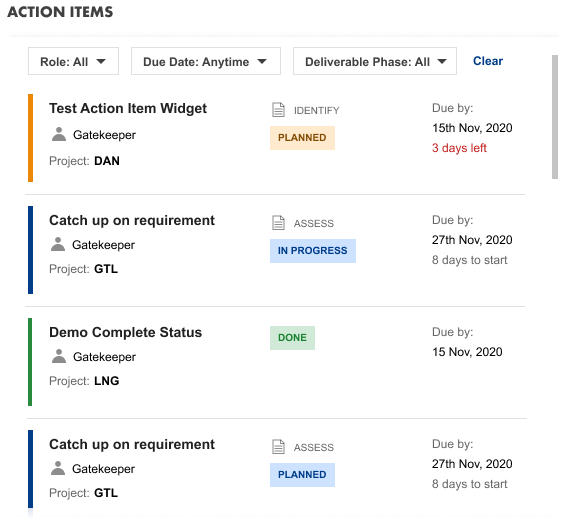 ACTION ITEMS
Role: All
Due Date: Anytime
Deliverable Phase: All
Clear
Test Action Item Widget
Gatekeeper
Project: DAN
IDENTIFY
PLANNED
Due by:
15th Nov, 2020
3 days left
Catch up on requirement
Gatekeeper
Project: GTL
ASSESS
IN PROGRESS
Due by:
27th Nov, 2020
8 days to start
Demo Complete Status
Gatekeeper
Project: LNG
DONE
Due by:
15 Nov, 2020
Catch up on requirement
Gatekeeper
Project: GTL
ASSESS
PLANNED
Due by:
27th Nov, 2020
8 days to start